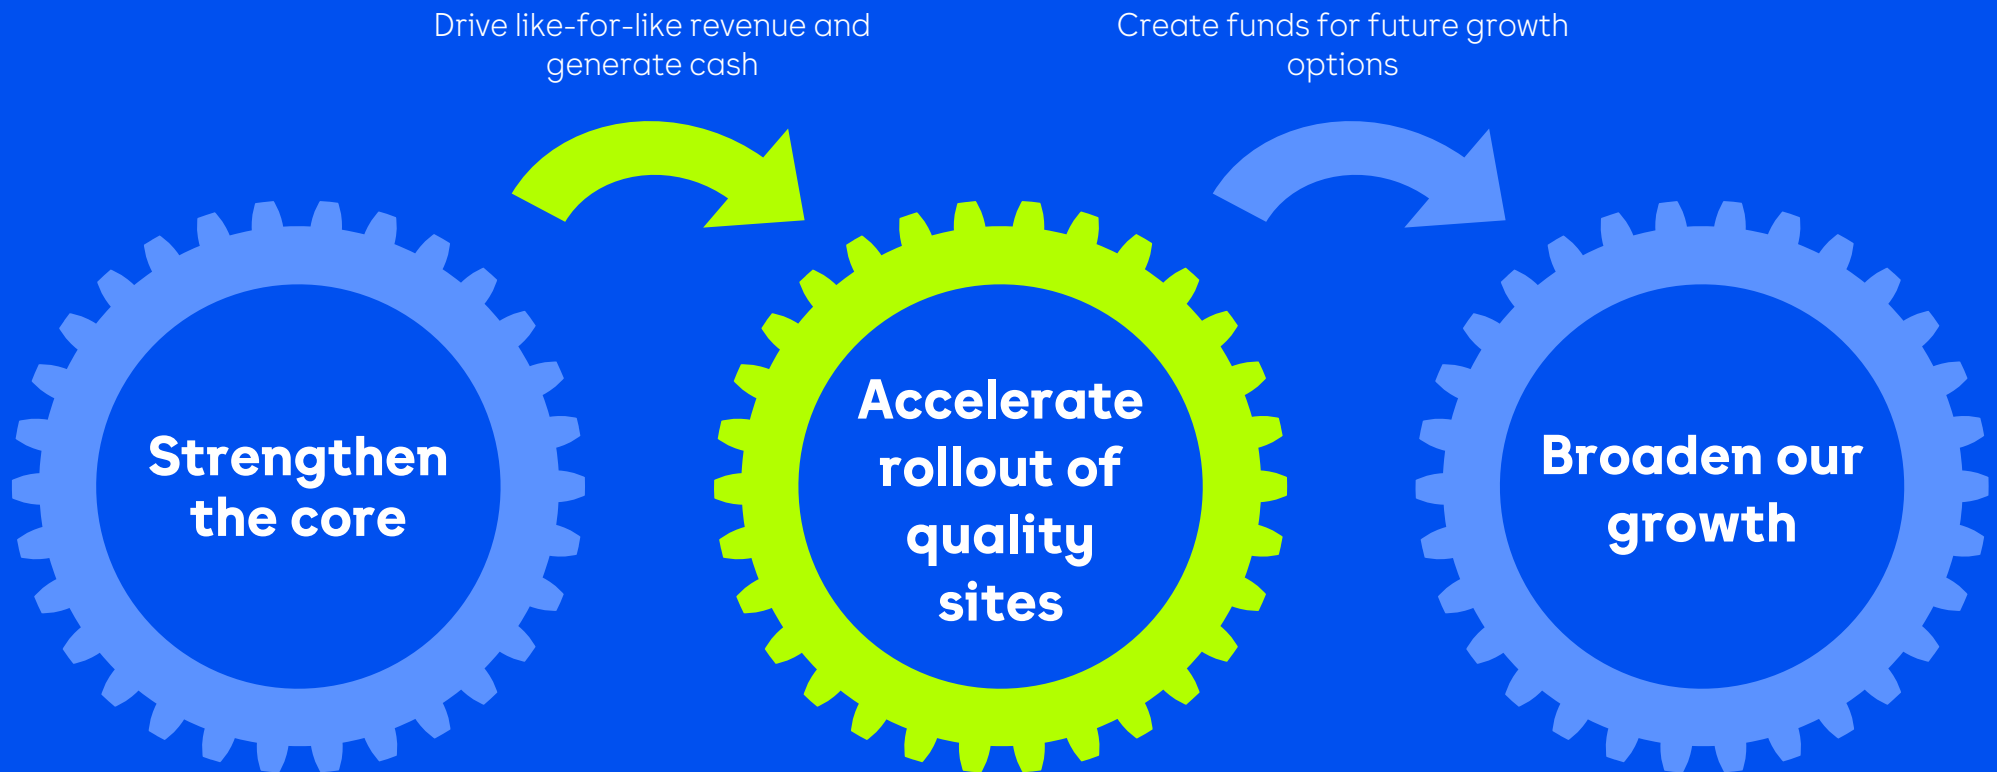 Drive like-for-like revenue and
generate cash
Create funds for future growth
options
Strengthen
the core
Accelerate
rollout of
quality
sites
Broaden our
growth